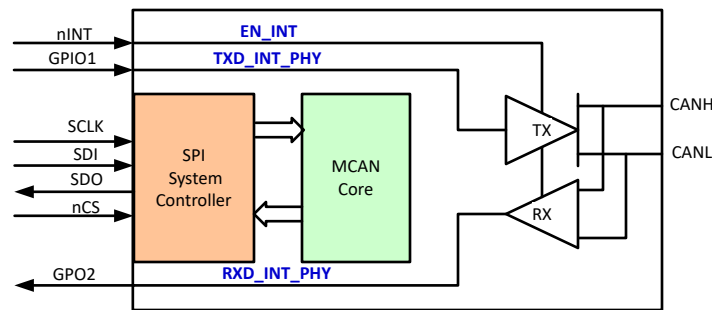 nINT
EN_INT
GPIO1
TXD_INT_PHY
CANH
SCLK
TX
SDI
SPI
System
Controller
MCAN
Core
CANL
SDO
nCS
RX
GPO2
RXD_INT_PHY